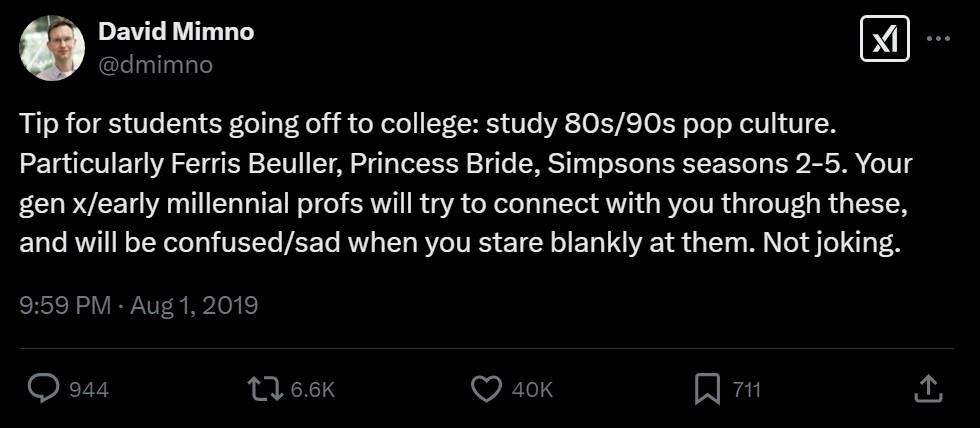 David Mimno
@dmimno
Tip for students going off to college: study 80s/90s pop culture.
Particularly Ferris Beuller, Princess Bride, Simpsons seasons 2-5. Your
gen x/early millennial profs will try to connect with you through these,
and will be confused/sad when you stare blankly at them. Not joking.
9:59 PM · Aug 1, 2019
944 6.6K 40K 711